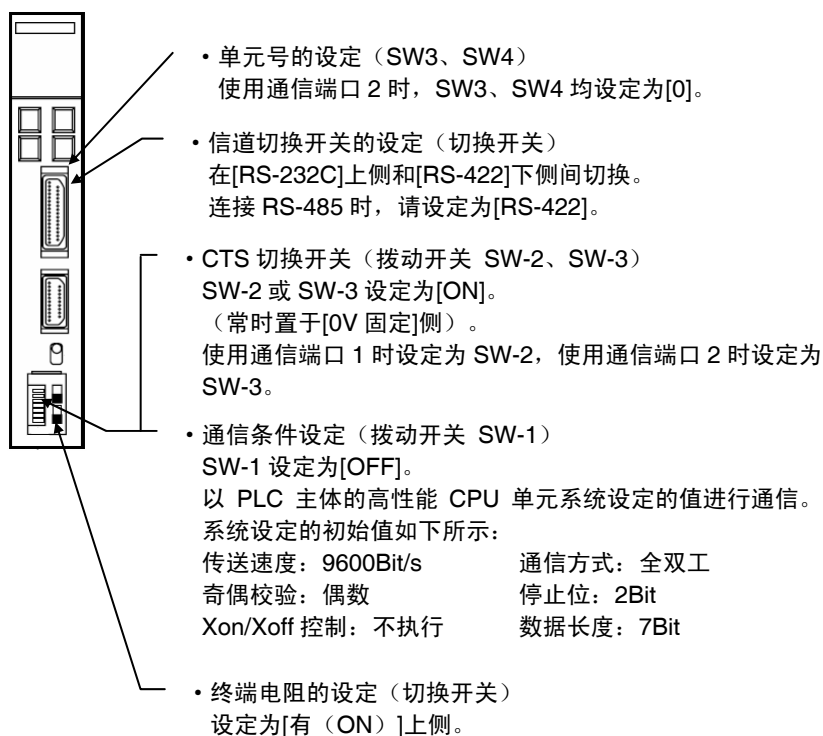 ・单元号的设定（SW3、SW4）
使用通信端口 2 时，SW3、SW4 均设定为[0]。
・信道切换开关的设定（切换开关）
在[RS-232C]上侧和[RS-422]下侧间切换。
连接 RS-485 时，请设定为[RS-422]。
・CTS 切换开关（拨动开关 SW-2、SW-3）
SW-2 或 SW-3 设定为[ON]。
（常时置于[0V 固定]侧）。
使用通信端口 1 时设定为 SW-2，使用通信端口 2 时设定为
SW-3。
・通信条件设定（拨动开关 SW-1）
SW-1 设定为[OFF]。
以 PLC 主体的高性能 CPU 单元系统设定的值进行通信。
系统设定的初始值如下所示：
传送速度：9600Bit/s 通信方式：全双工
奇偶校验：偶数 停止位：2Bit
Xon/Xoff 控制：不执行 数据长度：7Bit
・终端电阻的设定（切换开关）
设定为[有（ON）]上侧。